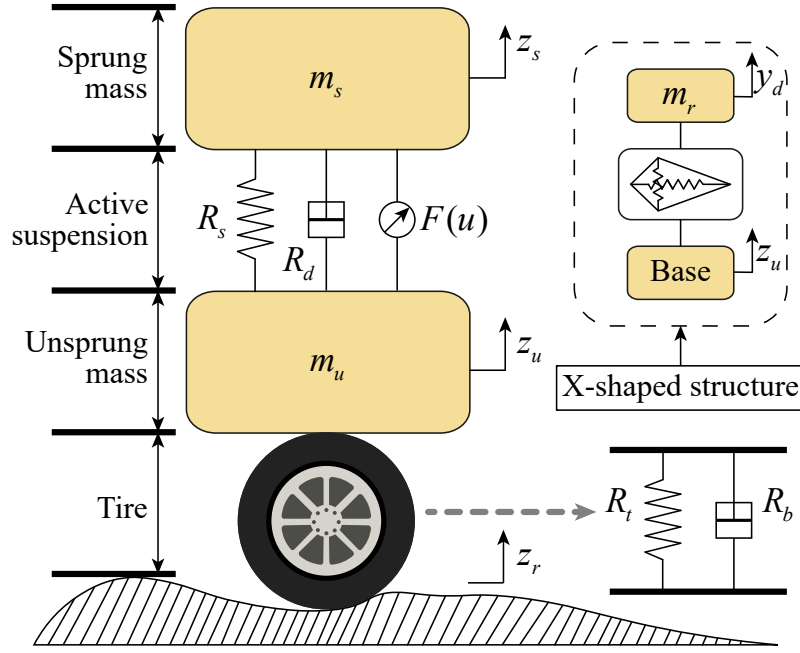 Sprung
mass
m_s
z_s
Active
suspension
R_s
R_d
F(u)
Unsprung
mass
m_u
z_u
Tire
z_r
m_r
y_d
Base
z_u
X-shaped structure
R_t
R_b